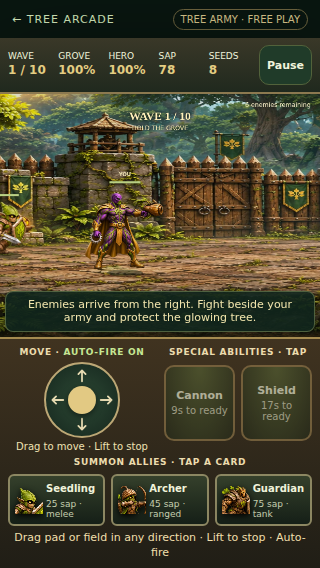 ← TREE ARCADE
TREE ARMY · FREE PLAY
WAVE
1 / 10
GROVE
100%
HERO
100%
SAP
78
SEEDS
8
Pause
WAVE 1 / 10
HOLD THE GROVE
6 enemies remaining
YOU
Enemies arrive from the right. Fight beside your
army and protect the glowing tree.
MOVE · AUTO-FIRE ON
Drag to move · Lift to stop
SPECIAL ABILITIES · TAP
Cannon
9s to ready
Shield
17s to
ready
SUMMON ALLIES · TAP A CARD
Seedling
25 sap ·
melee
Archer
45 sap ·
ranged
Guardian
75 sap ·
tank
Drag pad or field in any direction · Lift to stop · Auto-
fire